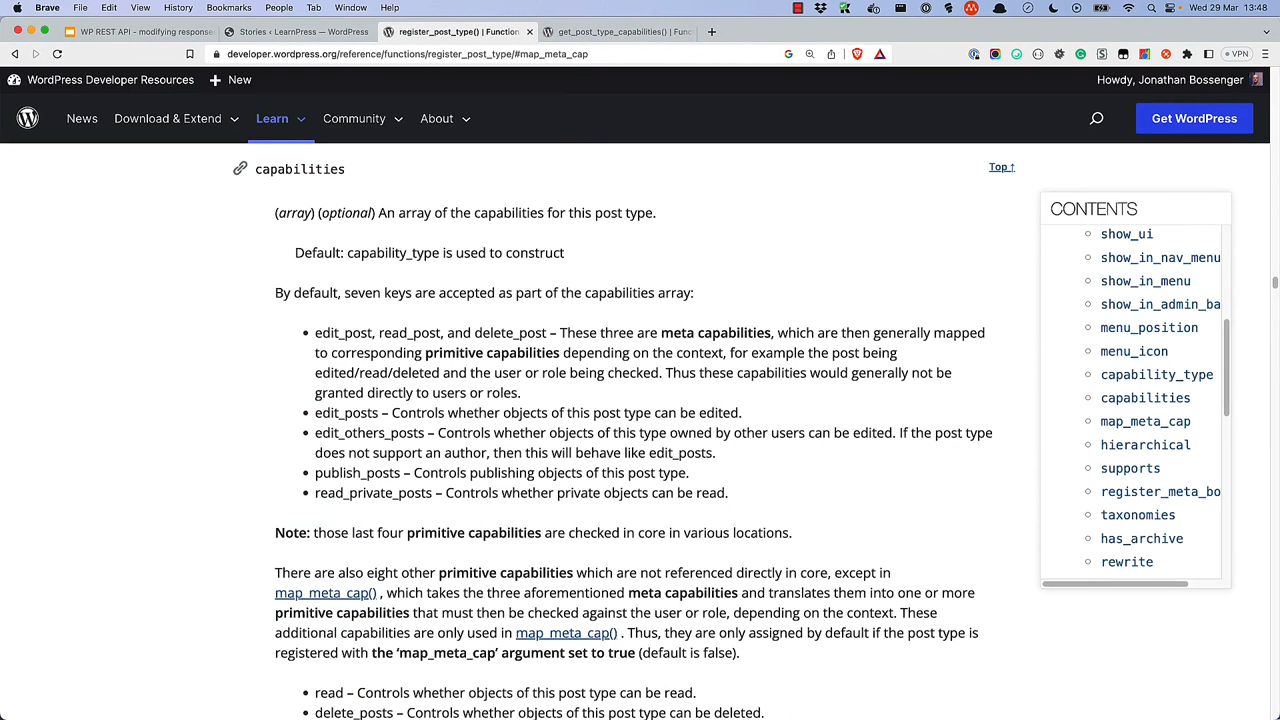 Brave File Edit View History Bookmarks People Tab Window Help Wed 29 Mar 13:48
WP REST API - modifying response
Stories ‹ LearnPress — WordPress
register_post_type() | Function
get_post_type_capabilities() | Func
developer.wordpress.org/reference/functions/register_post_type/#map_meta_cap
VPN
WordPress Developer Resources New
Howdy, Jonathan Bossenger
News Download & Extend Learn Community About
Get WordPress
capabilities
Top ↑
(array) (optional) An array of the capabilities for this post type.
Default: capability_type is used to construct
By default, seven keys are accepted as part of the capabilities array:
• edit_post, read_post, and delete_post – These three are meta capabilities, which are then generally mapped
to corresponding primitive capabilities depending on the context, for example the post being
edited/read/deleted and the user or role being checked. Thus these capabilities would generally not be
granted directly to users or roles.
• edit_posts – Controls whether objects of this post type can be edited.
• edit_others_posts – Controls whether objects of this type owned by other users can be edited. If the post type
does not support an author, then this will behave like edit_posts.
• publish_posts – Controls publishing objects of this post type.
• read_private_posts – Controls whether private objects can be read.
Note: those last four primitive capabilities are checked in core in various locations.
There are also eight other primitive capabilities which are not referenced directly in core, except in
map_meta_cap() , which takes the three aforementioned meta capabilities and translates them into one or more
primitive capabilities that must then be checked against the user or role, depending on the context. These
additional capabilities are only used in map_meta_cap() . Thus, they are only assigned by default if the post type is
registered with the ‘map_meta_cap’ argument set to true (default is false).
• read – Controls whether objects of this post type can be read.
• delete_posts – Controls whether objects of this post type can be deleted.
CONTENTS
show_ui
show_in_nav_menu
show_in_menu
show_in_admin_ba
menu_position
menu_icon
capability_type
capabilities
map_meta_cap
hierarchical
supports
register_meta_bo
taxonomies
has_archive
rewrite